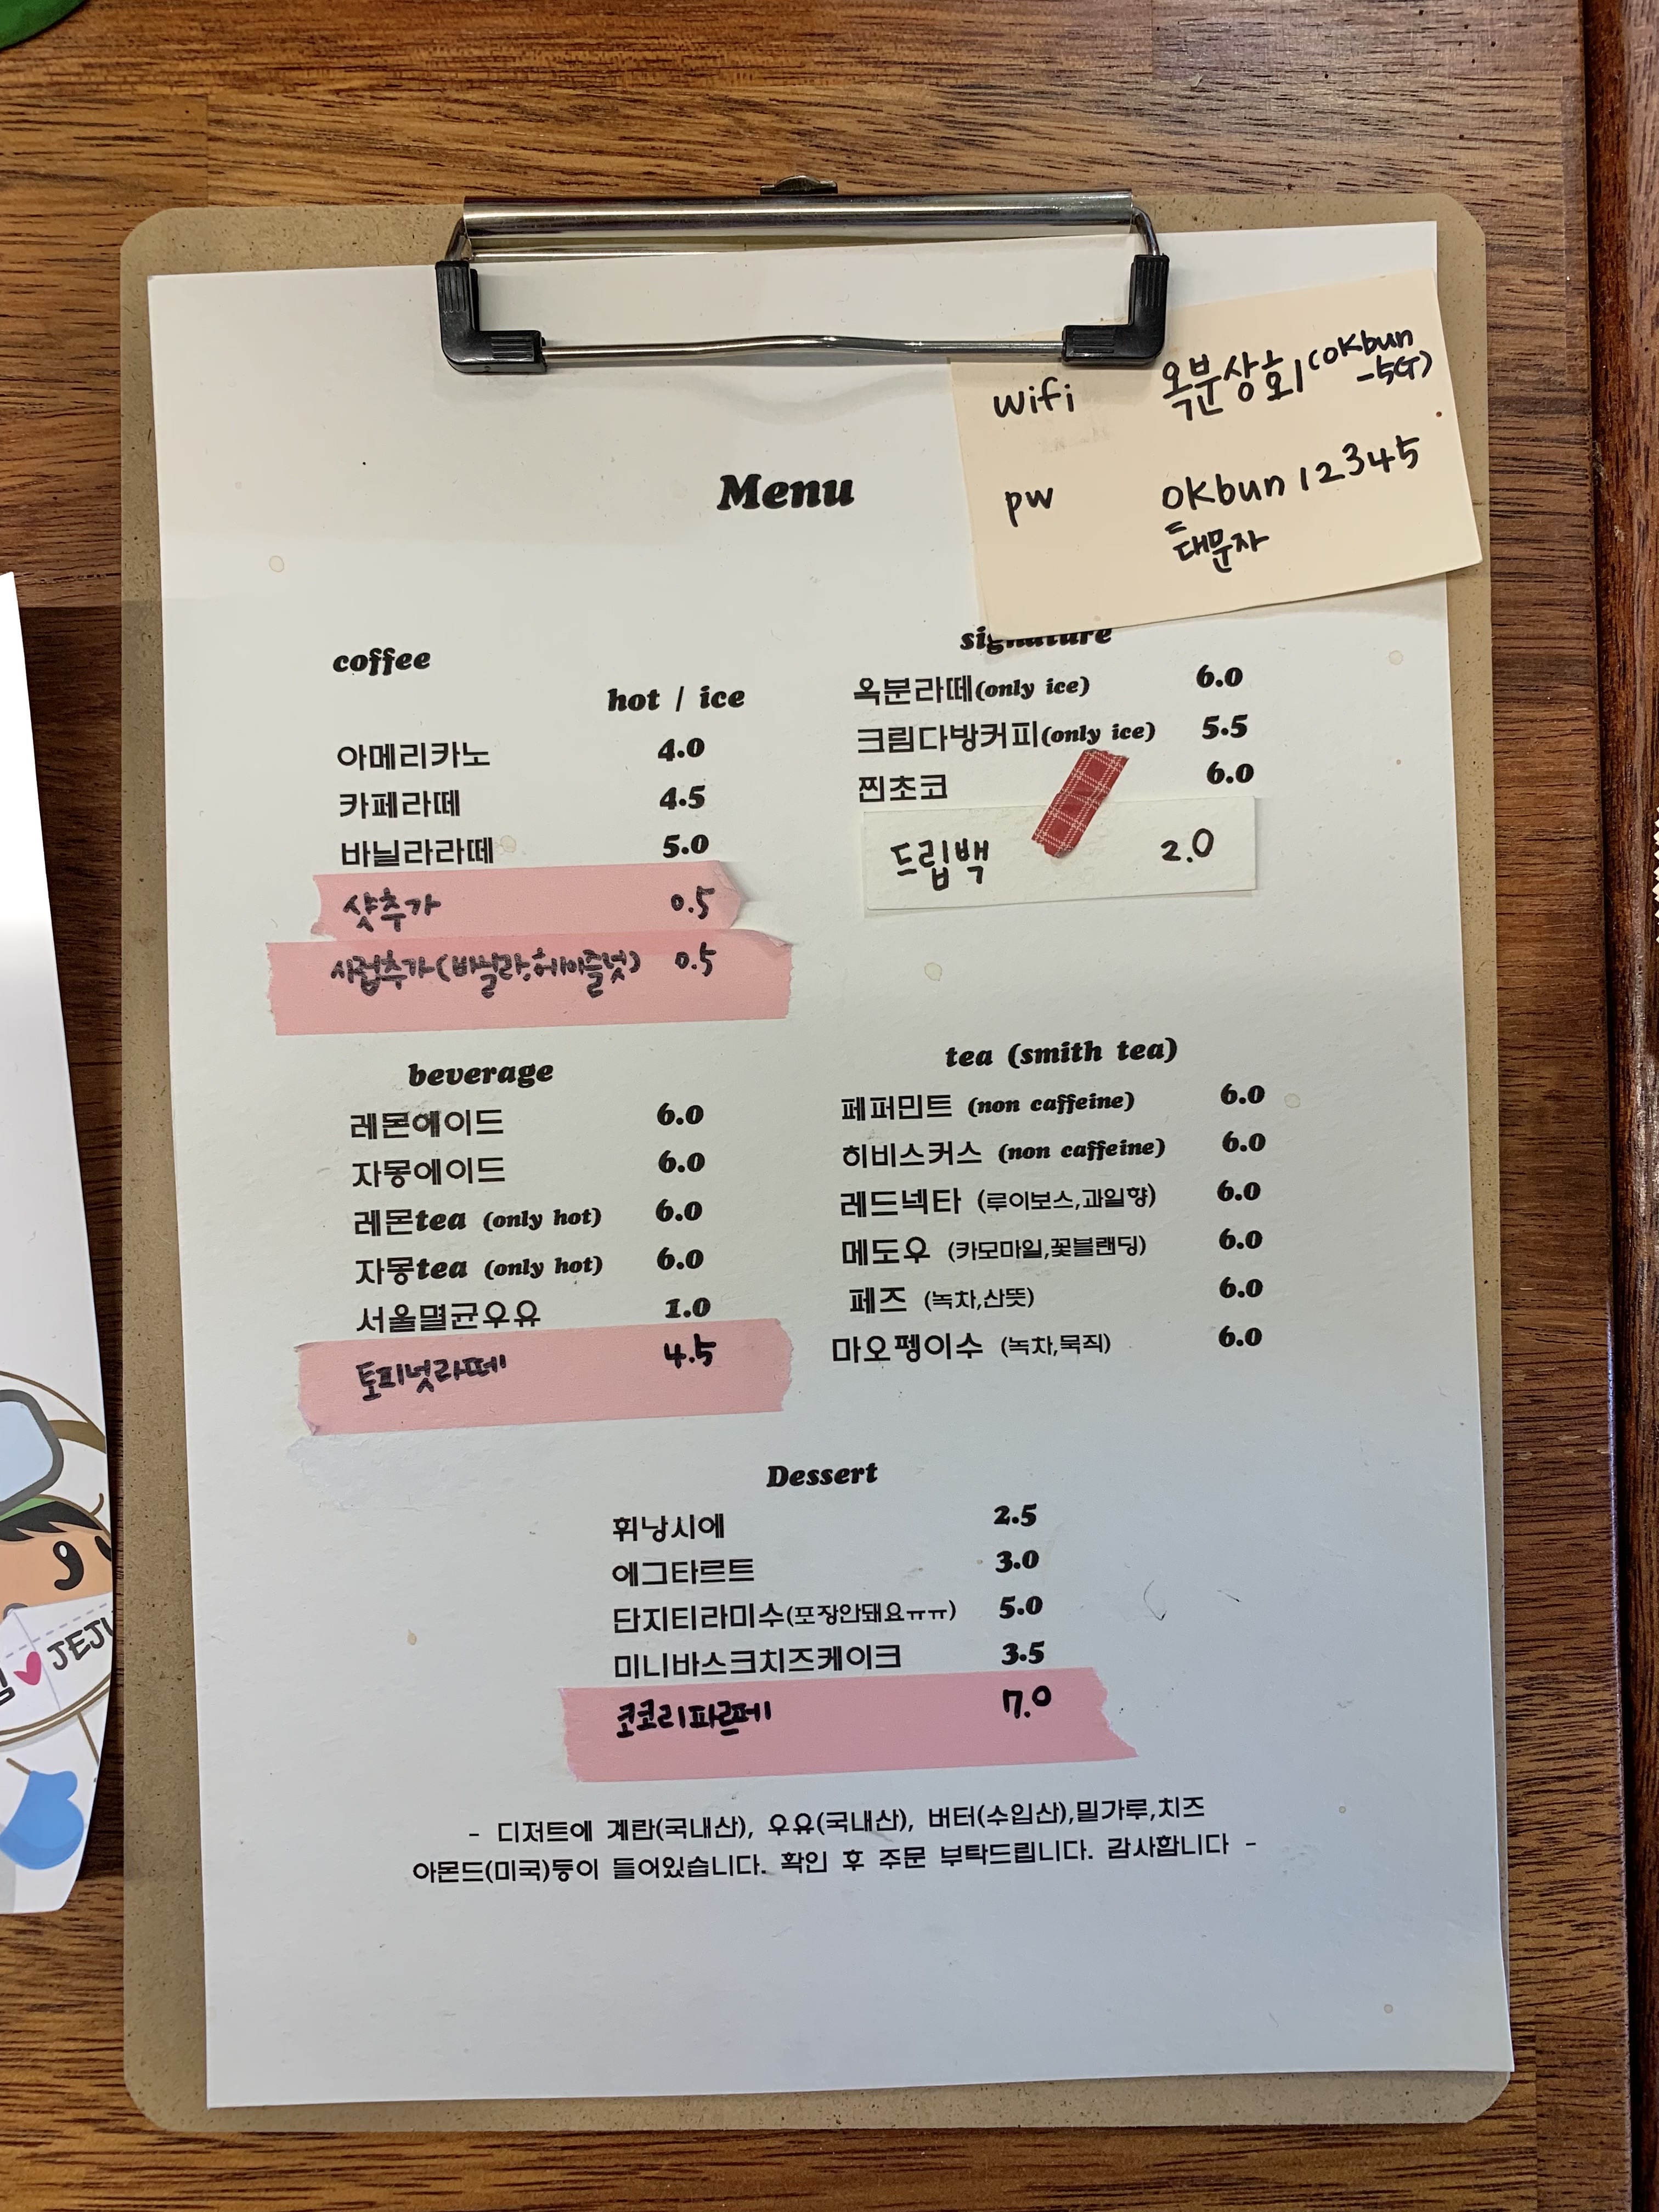 wifi 옥분상회(okbun
-5G)
pw okbun12345
대문자
Menu
coffee
hot / ice
아메리카노 4.0
카페라떼 4.5
바닐라라떼 5.0
샷추가 0.5
시럽추가(바닐라,헤이즐넛) 0.5
signature
옥분라떼(only ice) 6.0
크림다방커피(only ice) 5.5
찐초코 6.0
드립백 2.0
beverage
레몬에이드 6.0
자몽에이드 6.0
레몬tea (only hot) 6.0
자몽tea (only hot) 6.0
서울멸균우유 1.0
토피넛라떼 4.5
tea (smith tea)
페퍼민트 (non caffeine) 6.0
히비스커스 (non caffeine) 6.0
레드넥타 (루이보스,과일향) 6.0
메도우 (카모마일,꽃블랜딩) 6.0
페즈 (녹차,산뜻) 6.0
마오펭이수 (녹차,묵직) 6.0
Dessert
휘낭시에 2.5
에그타르트 3.0
단지티라미수(포장안돼요ㅠㅠ) 5.0
미니바스크치즈케이크 3.5
코코리파르페 7.0
- 디저트에 계란(국내산), 우유(국내산), 버터(수입산),밀가루,치즈
아몬드(미국)등이 들어있습니다. 확인 후 주문 부탁드립니다. 감사합니다 -
JEJU